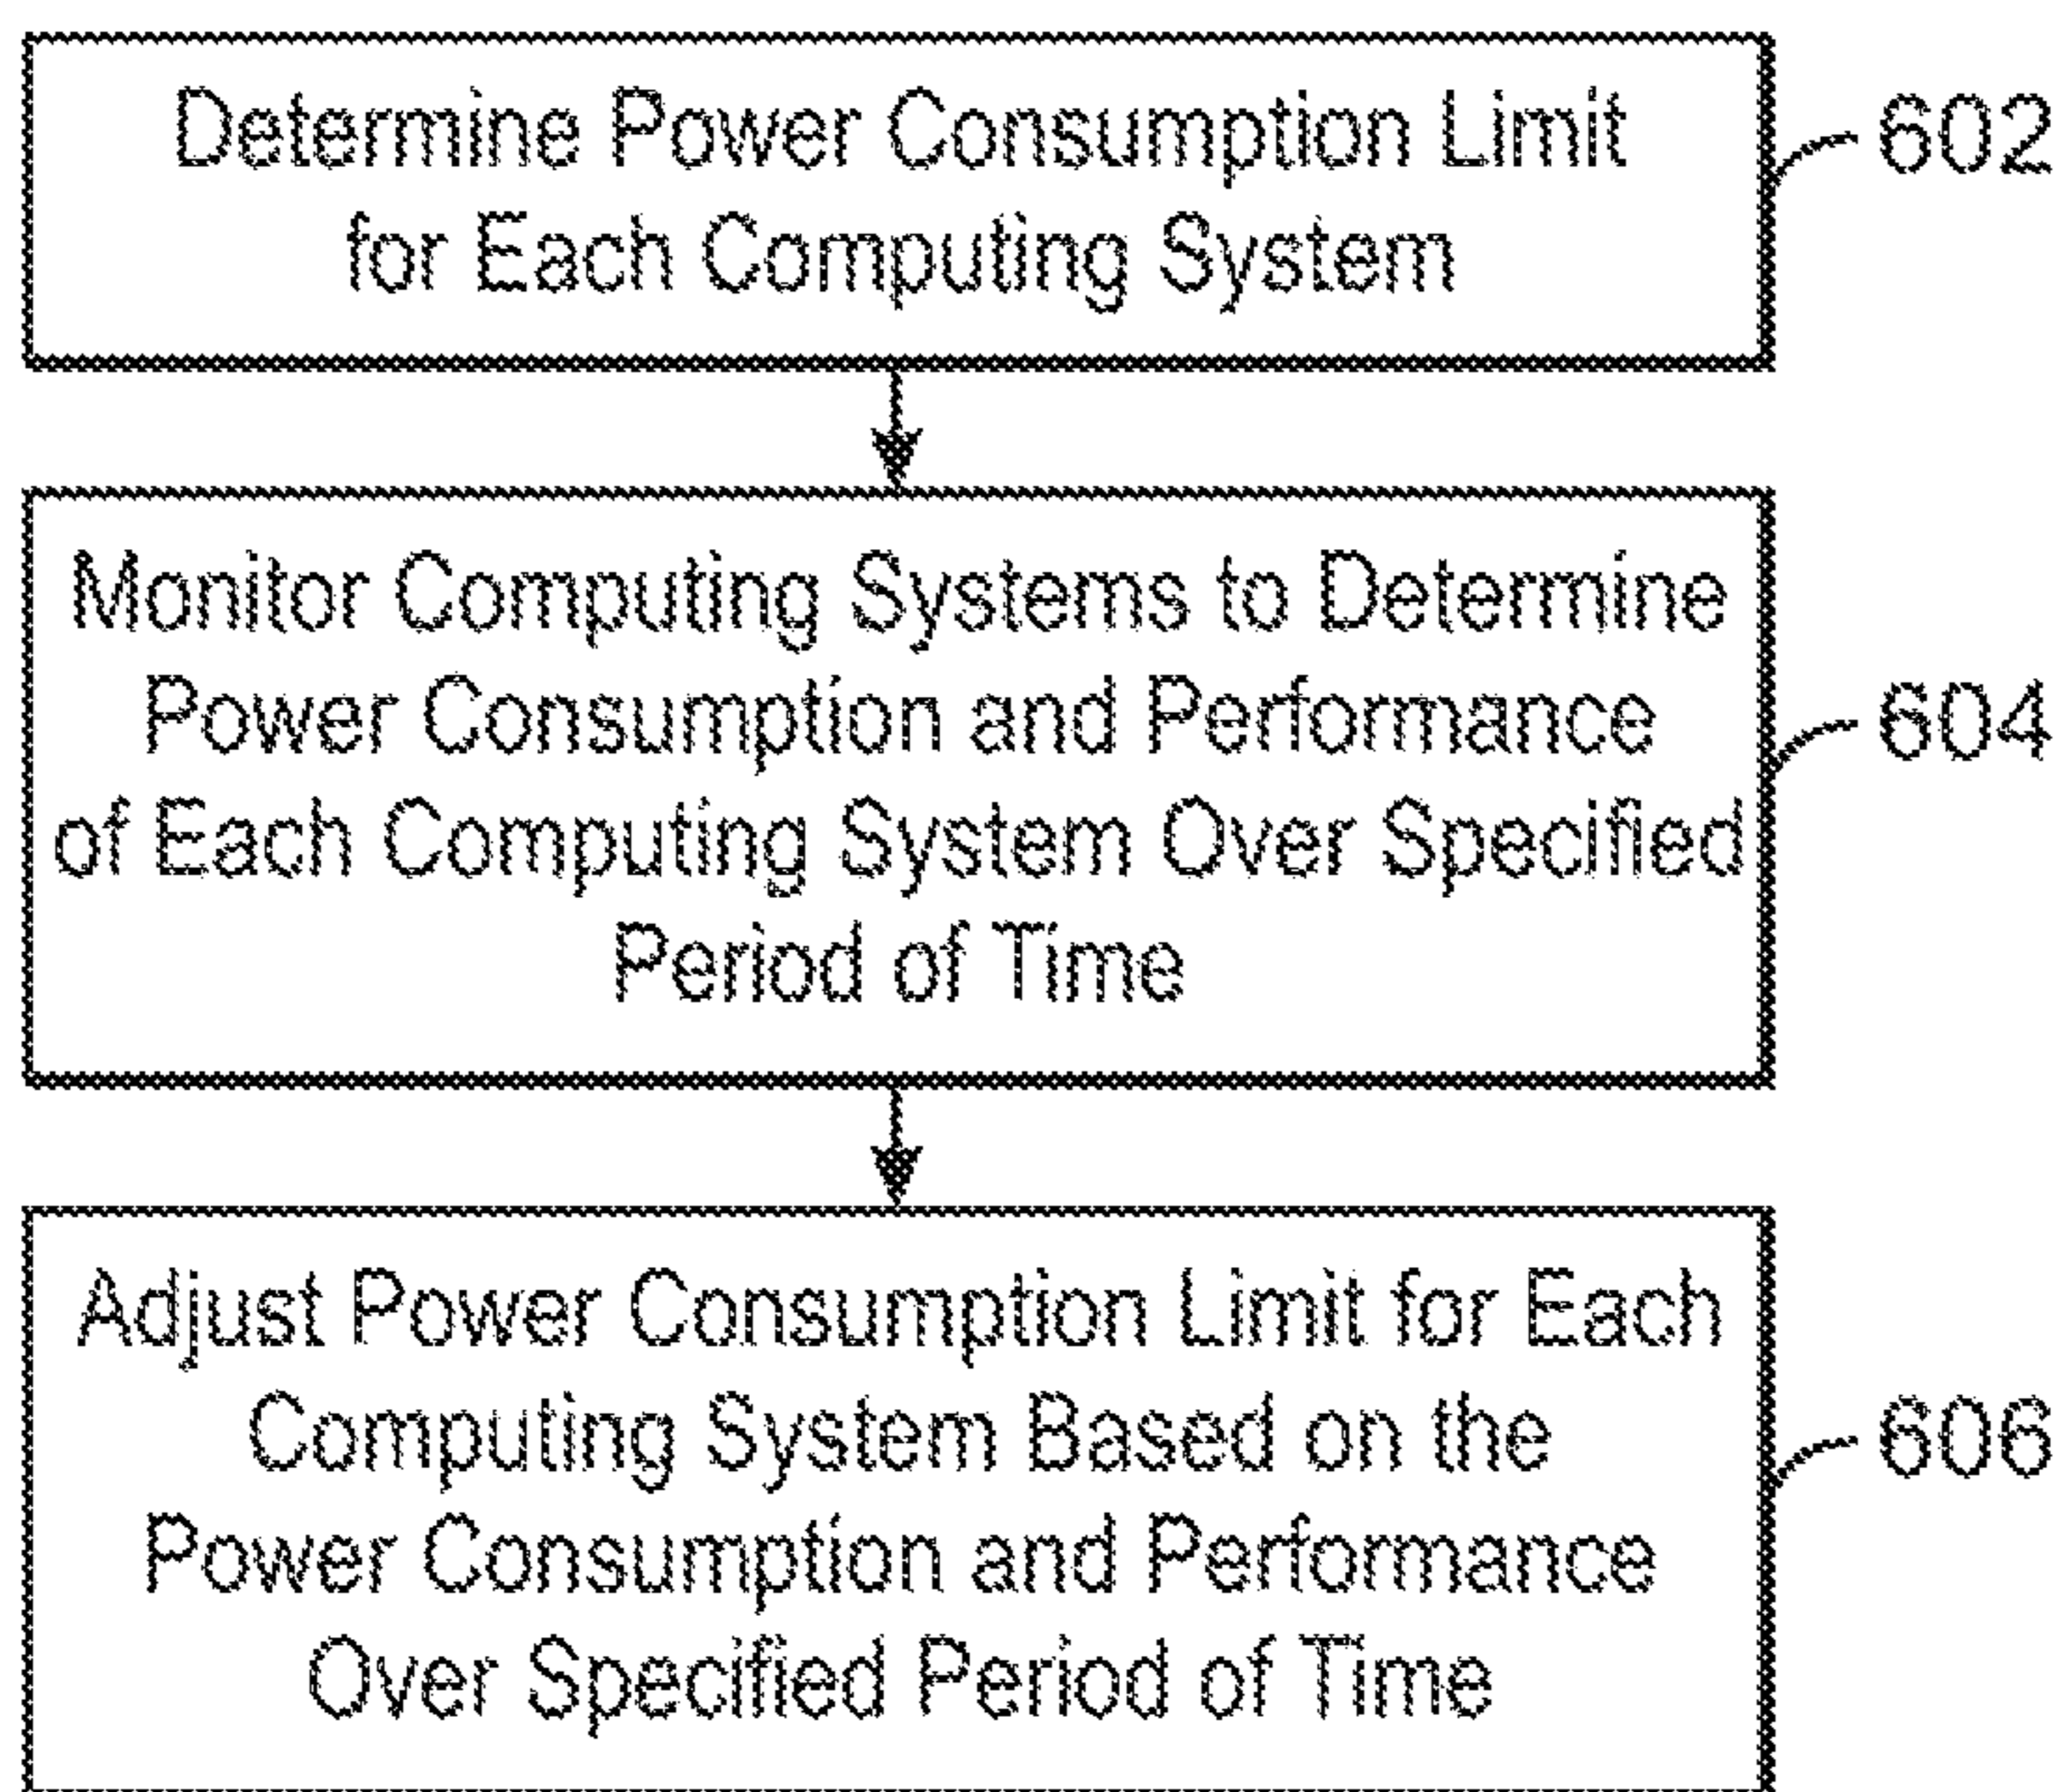 Determine Power Consumption Limit
for Each Computing System
602
Monitor Computing Systems to Determine
Power Consumption and Performance
of Each Computing System Over Specified
Period of Time
604
Adjust Power Consumption Limit for Each
Computing System Based on the
Power Consumption and Performance
Over Specified Period of Time
606